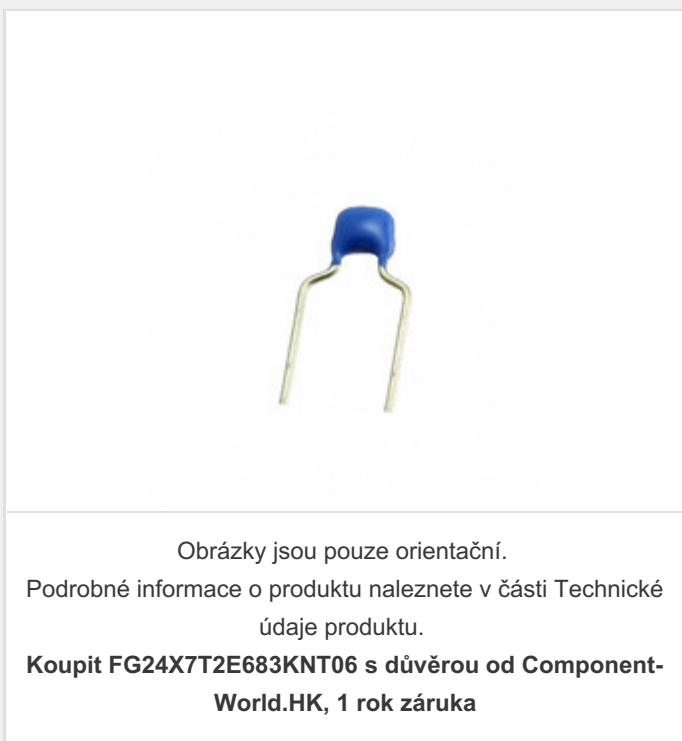 Obrázky jsou pouze orientační.
Podrobné informace o produktu naleznete v části Technické
údaje produktu.
Koupit FG24X7T2E683KNT06 s důvěrou od Component-
World.HK, 1 rok záruka